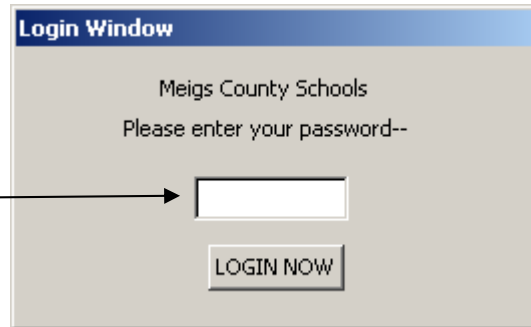 Login Window
Meigs County Schools
Please enter your password--
LOGIN NOW